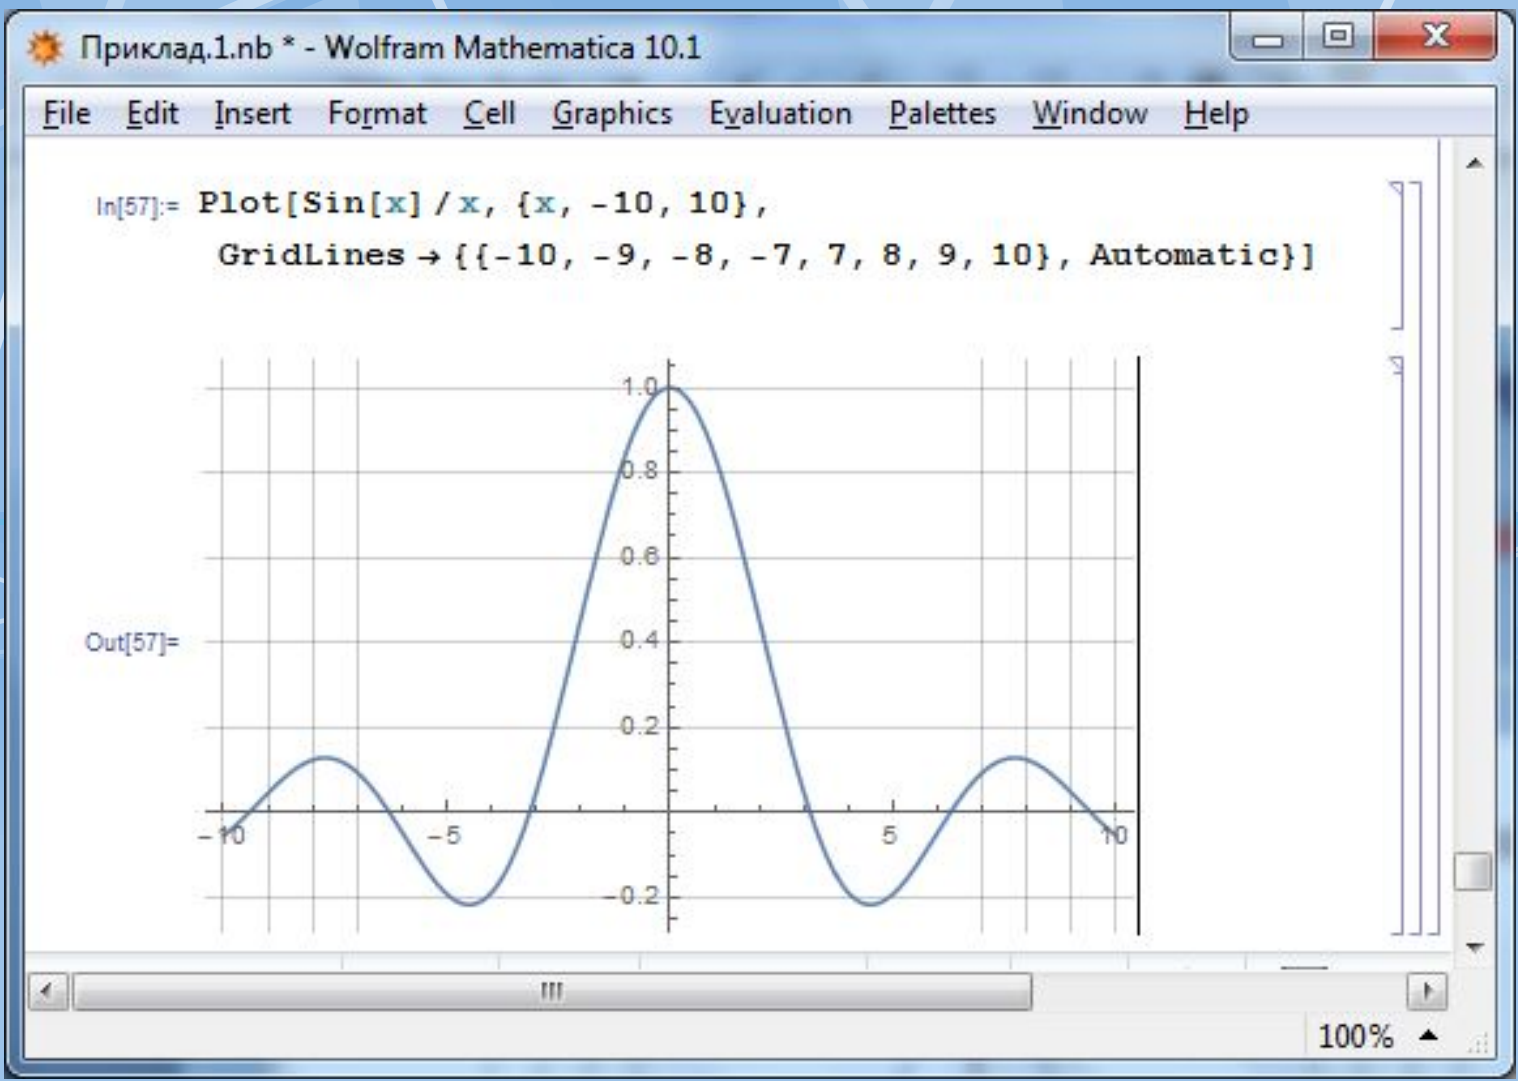 Приклад.1.nb * - Wolfram Mathematica 10.1
File Edit Insert Format Cell Graphics Evaluation Palettes Window Help
In[57]:= Plot[Sin[x] / x, {x, -10, 10},
GridLines → {{-10, -9, -8, -7, 7, 8, 9, 10}, Automatic}]
1.0
0.8
0.6
Out[57]= 0.4
0.2
-10 -5 5 10
-0.2
100%